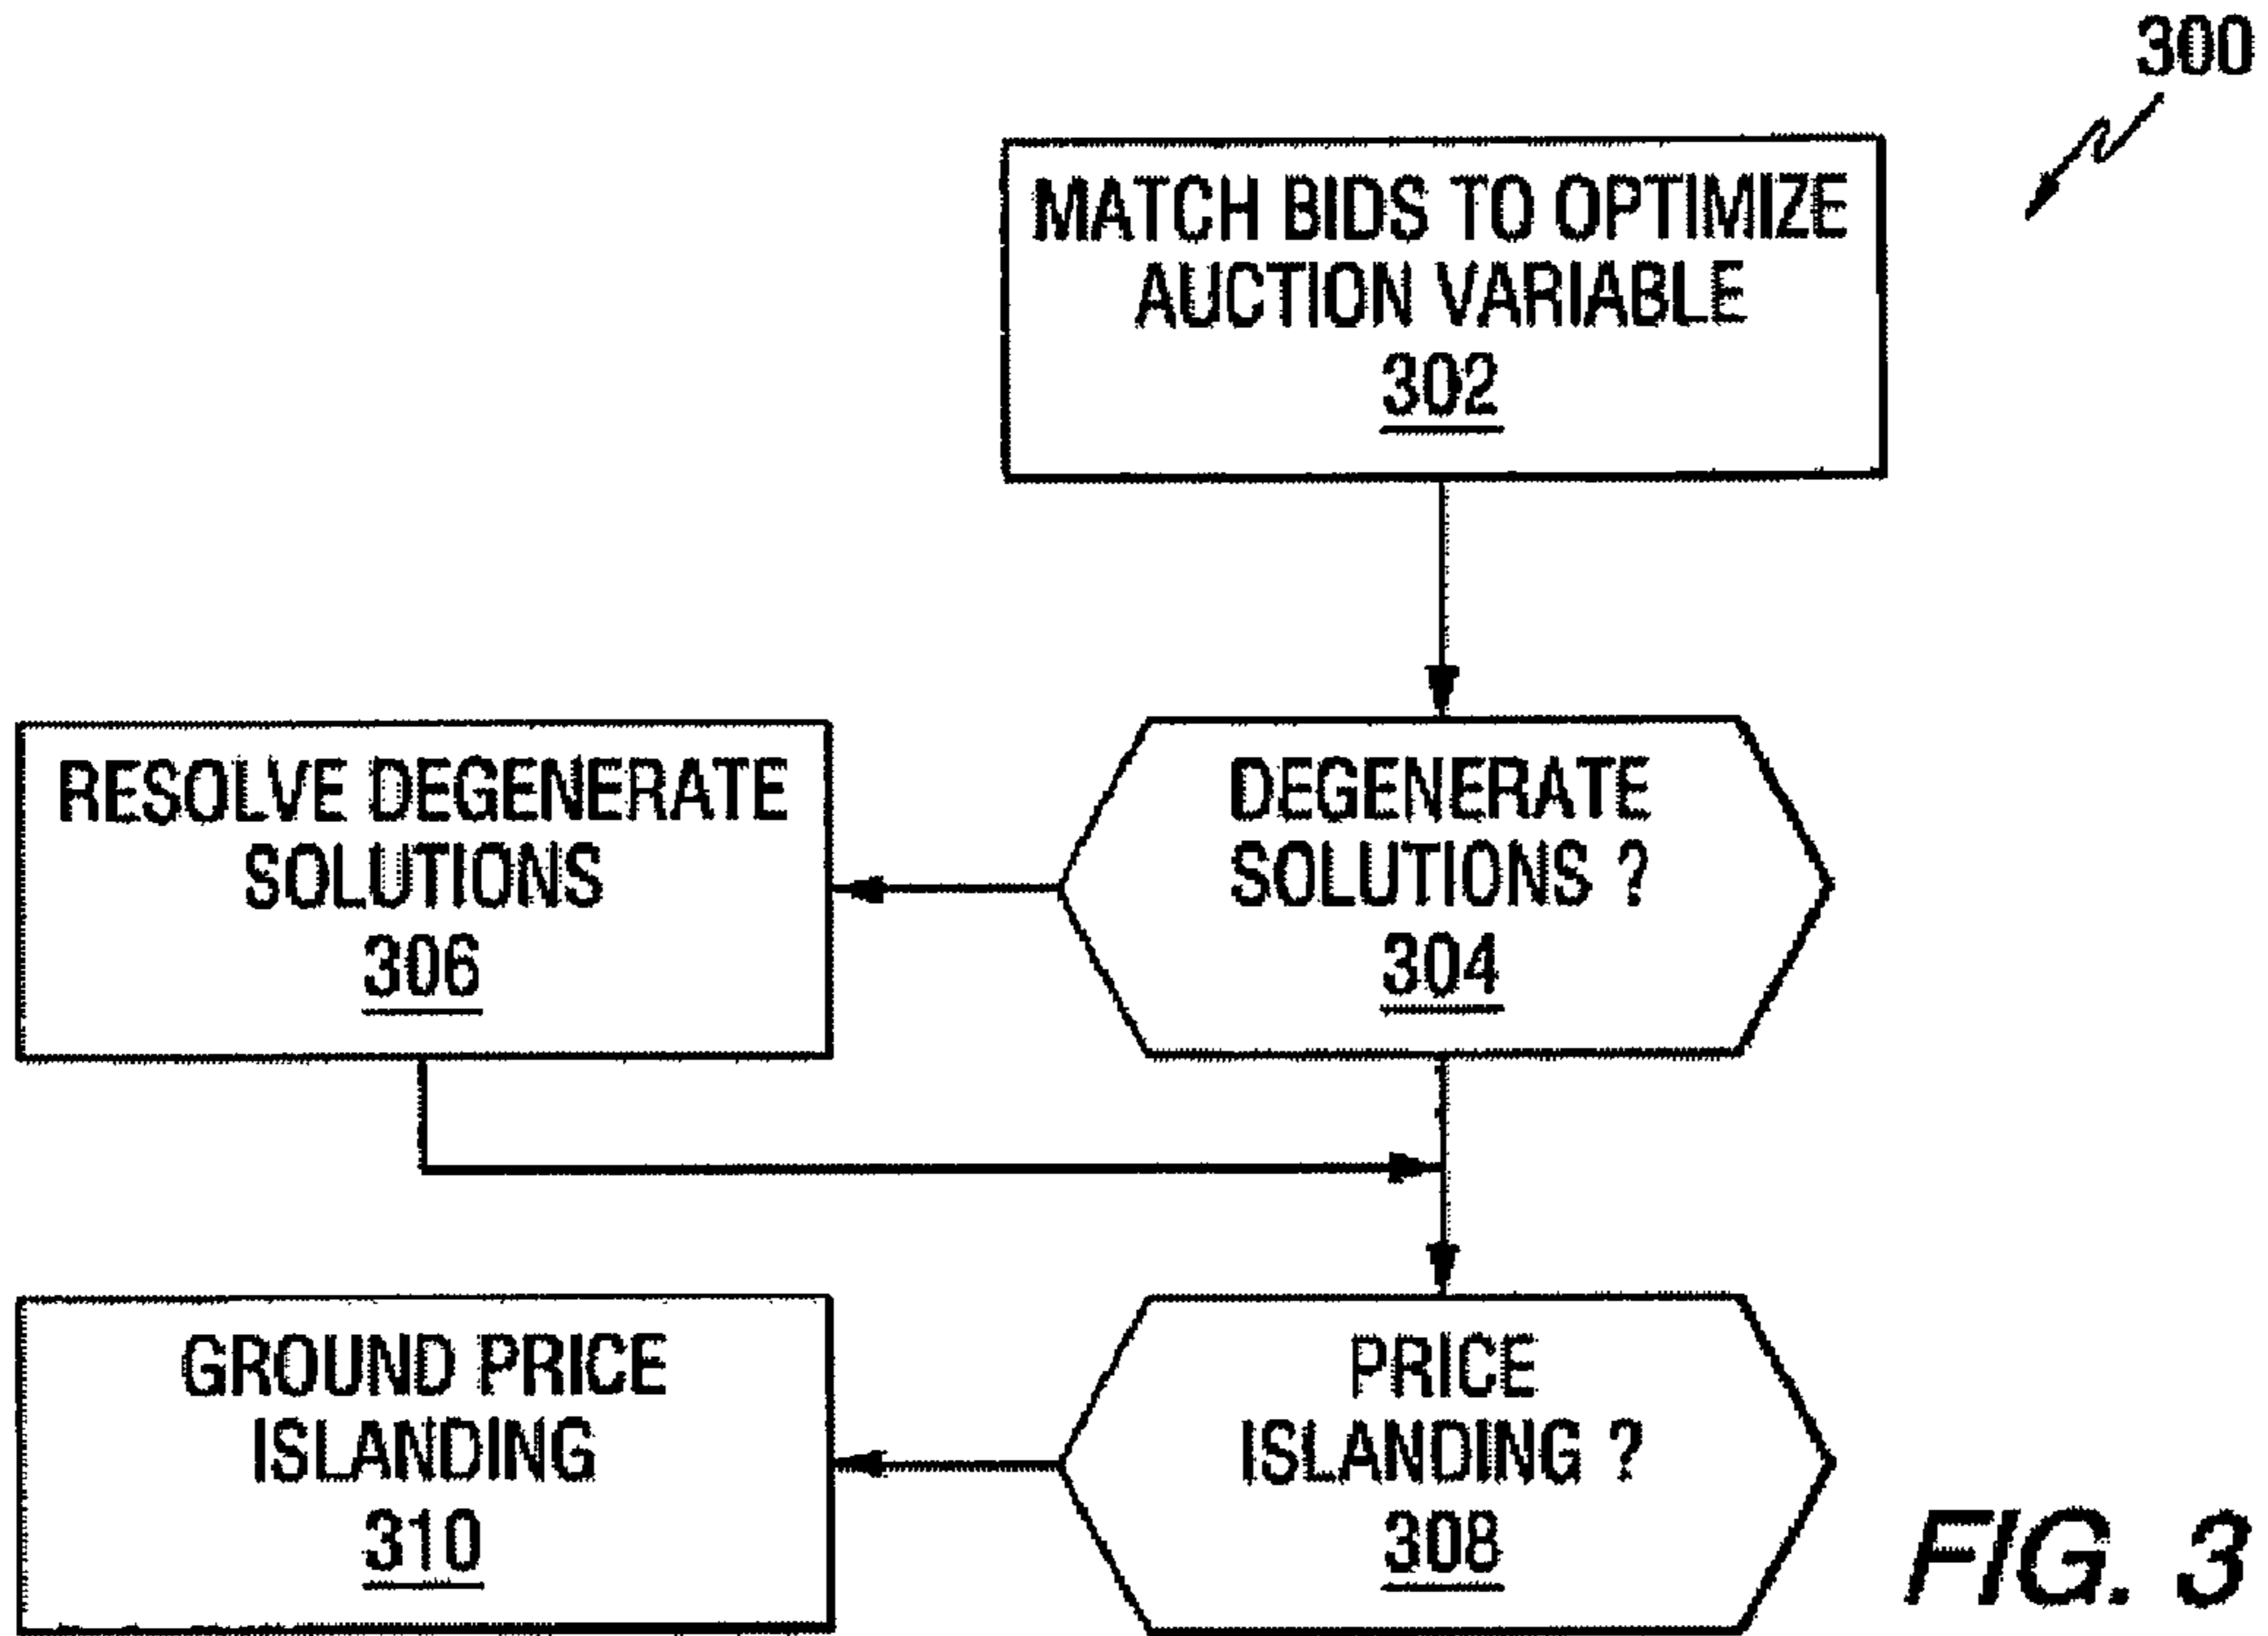 300
MATCH BIDS TO OPTIMIZE
AUCTION VARIABLE
302
RESOLVE DEGENERATE
SOLUTIONS
306
DEGENERATE
SOLUTIONS ?
304
GROUND PRICE
ISLANDING
310
PRICE
ISLANDING ?
308
FIG. 3